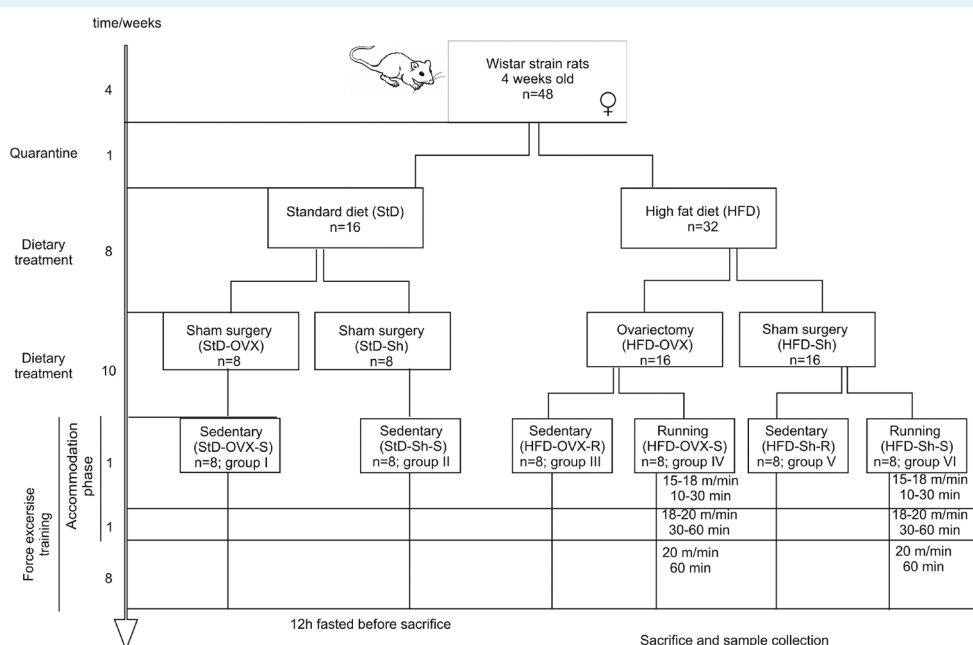 time/weeks
Wistar strain rats
4 weeks old
n=48
♀
4
Quarantine
1
Standard diet (StD)
n=16
High fat diet (HFD)
n=32
Dietary
treatment
8
Sham surgery
(StD-OVX)
n=8
Sham surgery
(StD-Sh)
n=8
Ovariectomy
(HFD-OVX)
n=16
Sham surgery
(HFD-Sh)
n=16
Dietary
treatment
10
Sedentary
(StD-OVX-S)
n=8; group I
Sedentary
(StD-Sh-S)
n=8; group II
Sedentary
(HFD-OVX-R)
n=8; group III
Running
(HFD-OVX-S)
n=8; group IV
Sedentary
(HFD-Sh-R)
n=8; group V
Running
(HFD-Sh-S)
n=8; group VI
Force excersise
training
Accommodation
phase
1
15-18 m/min
10-30 min
15-18 m/min
10-30 min
1
18-20 m/min
30-60 min
18-20 m/min
30-60 min
8
20 m/min
60 min
20 m/min
60 min
12h fasted before sacrifice
Sacrifice and sample collection